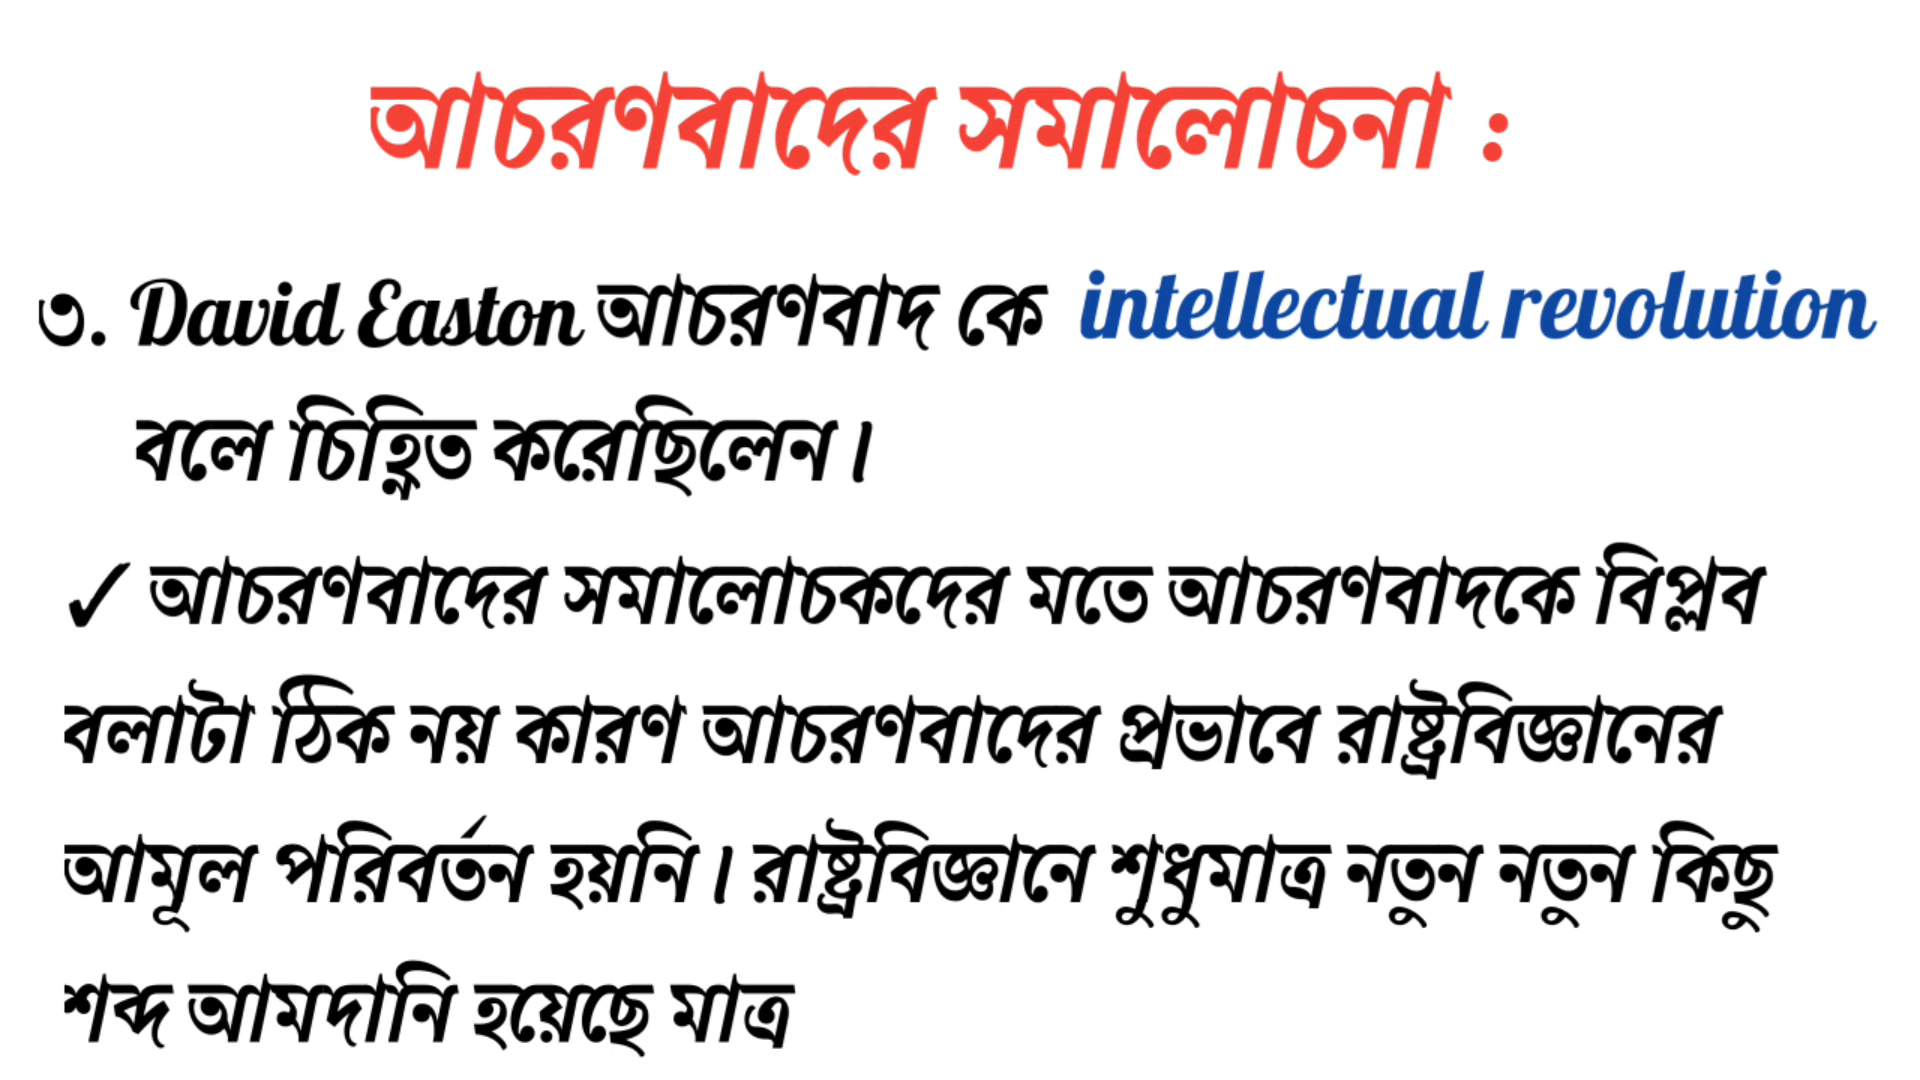 আচরণবাদের সমালোচনা :
৩. David Easton আচরণবাদ কে intellectual revolution
বলে চিহ্ণিত করেছিলেন।
✓ আচরণবাদের সমালোচকদের মতে আচরণবাদকে বিপ্লব
বলাটা ঠিক নয় কারণ আচরণবাদের প্রভাবে রাষ্ট্রবিজ্ঞানের
আমূল পরিবর্তন হয়নি। রাষ্ট্রবিজ্ঞানে শুধুমাত্র নতুন নতুন কিছু
শব্দ আমদানি হয়েছে মাত্র